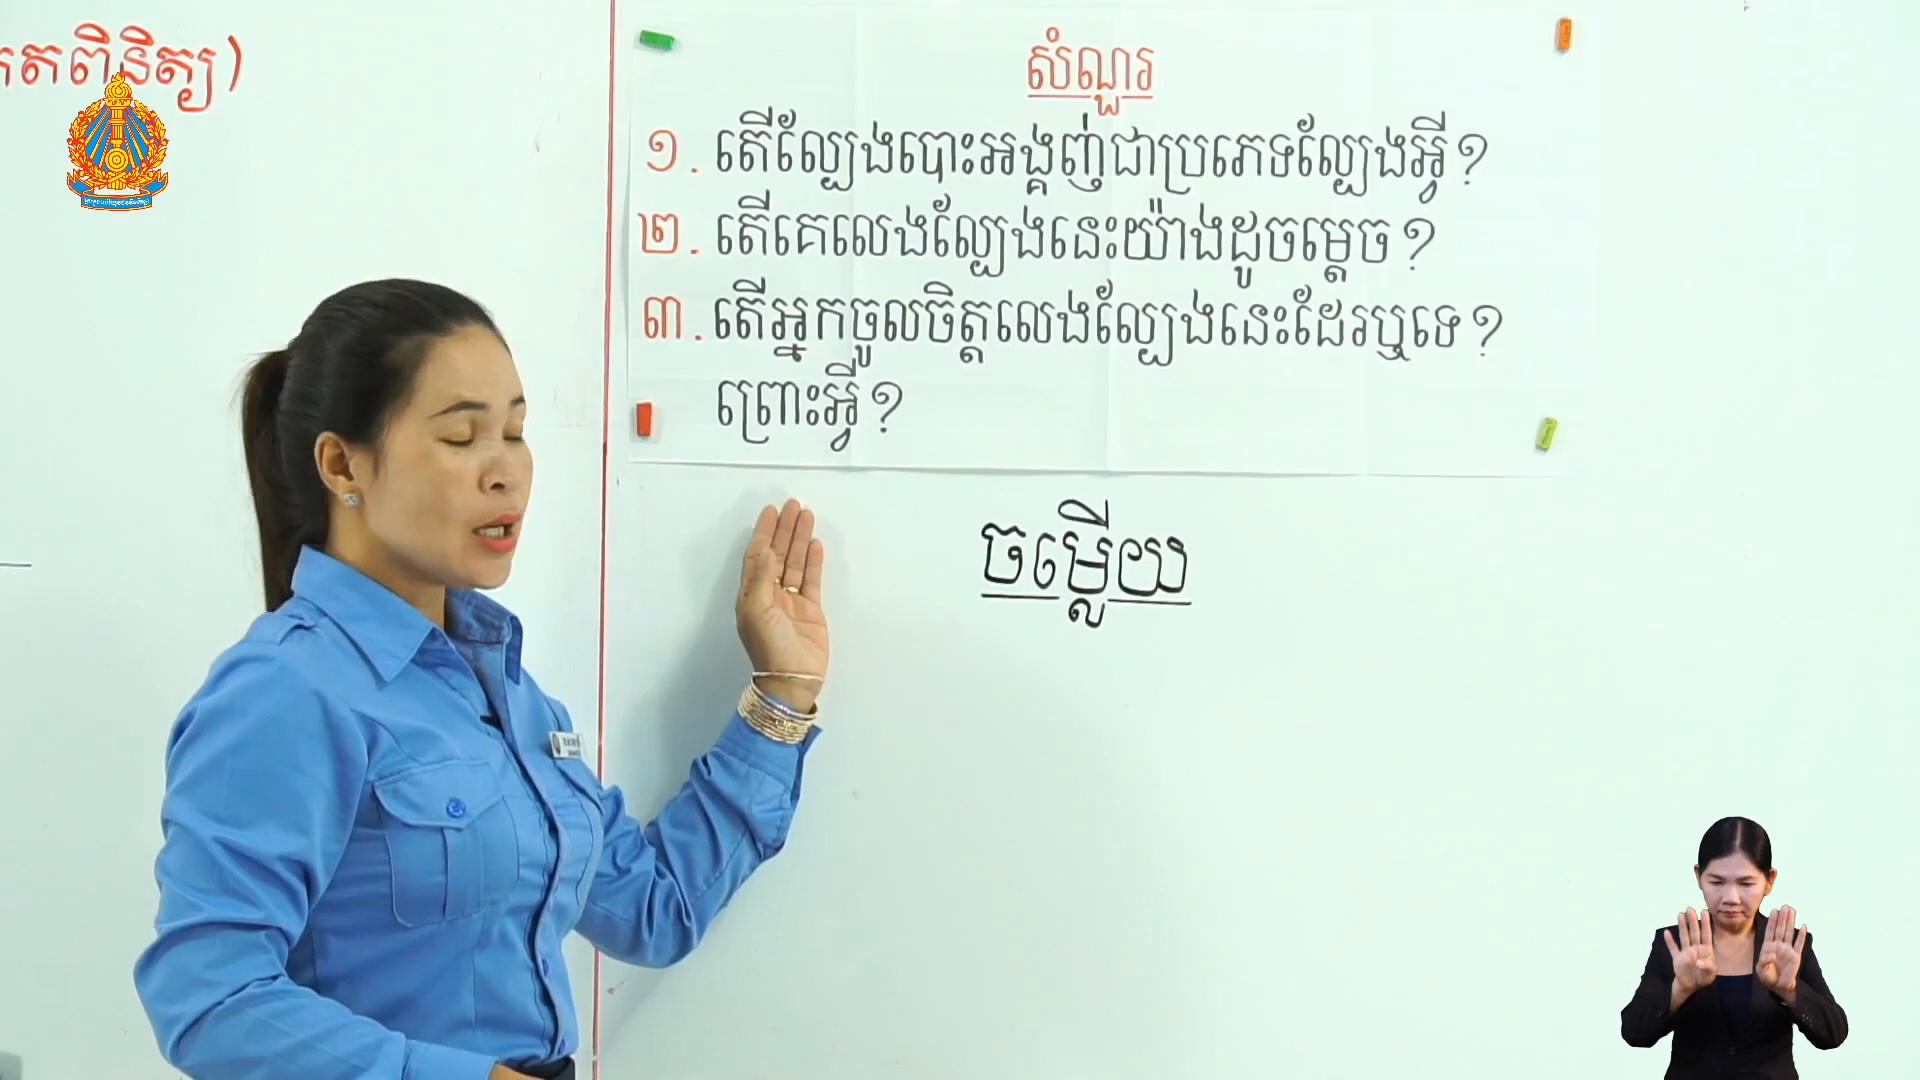 តពិនិត្យ)
សំណួរ
១. តើល្បែងបោះអង្គញ់ជាប្រភេទល្បែងអ្វី?
២. តើគេលេងល្បែងនេះយ៉ាងដូចម្ដេច?
៣. តើអ្នកចូលចិត្តលេងល្បែងនេះដែរឬទេ?
ព្រោះអ្វី?
ចម្លើយ